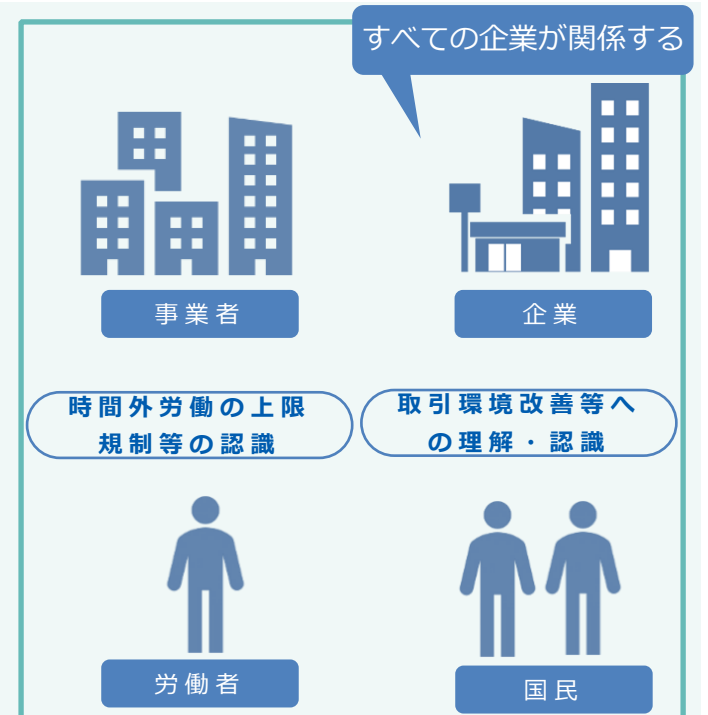 すべての企業が関係する
事業者
企業
時間外労働の上限
規制等の認識
取引環境改善等へ
の理解・認識
労働者
国民